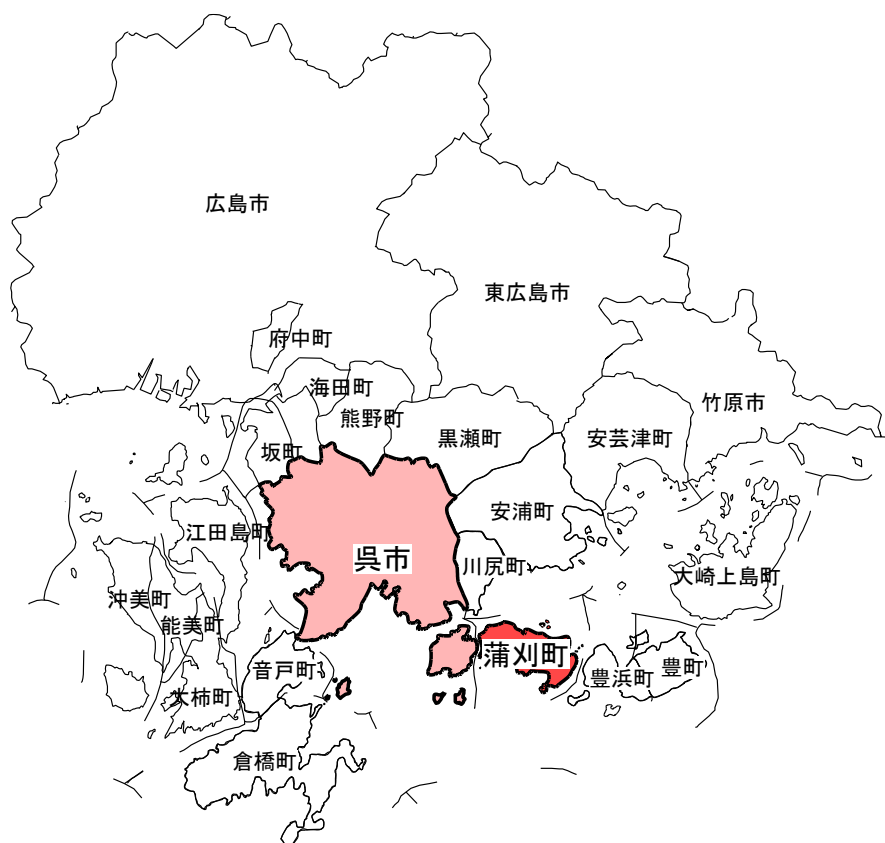 広島市
東広島市
府中町
海田町
熊野町
竹原市
坂町
黒瀬町
安芸津町
安浦町
江田島町
呉市
川尻町
大崎上島町
沖美町
能美町
蒲刈町
音戸町
豊浜町
豊町
大柿町
倉橋町